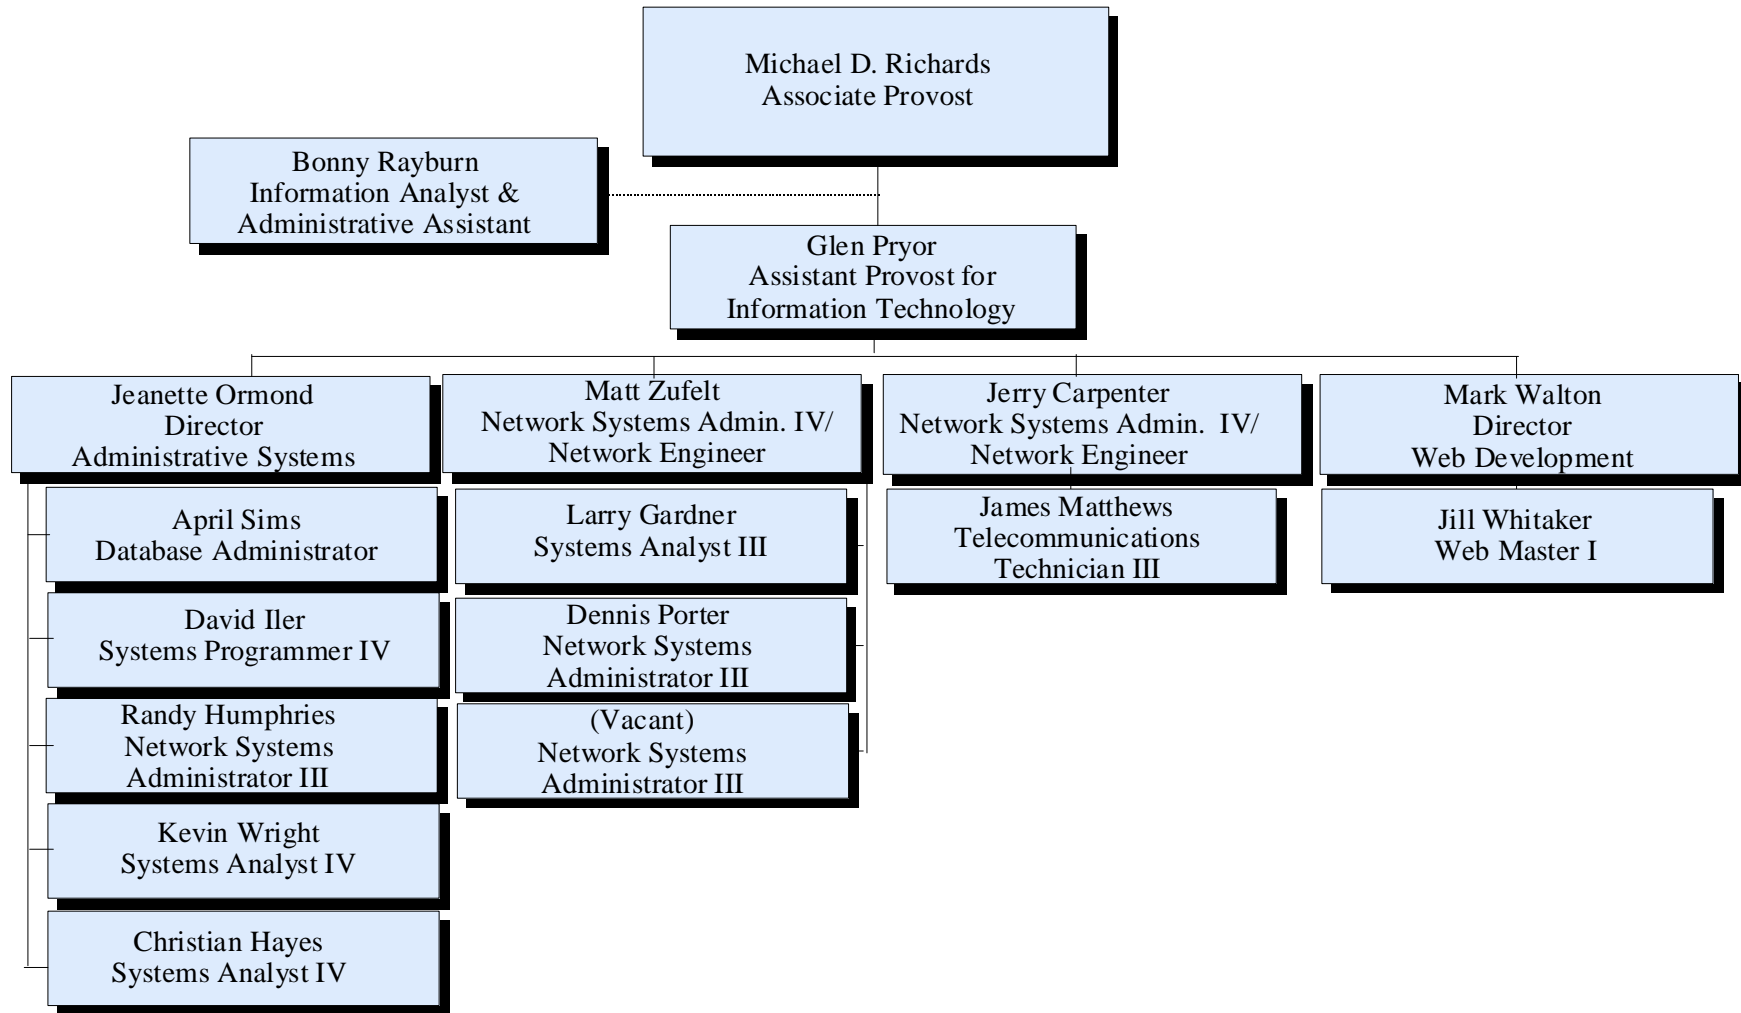 Michael D. Richards
Associate Provost
Bonny Rayburn
Information Analyst &
Administrative Assistant
Glen Pryor
Assistant Provost for
Information Technology
Jeanette Ormond
Director
Administrative Systems
April Sims
Database Administrator
David Iler
Systems Programmer IV
Randy Humphries
Network Systems
Administrator III
Kevin Wright
Systems Analyst IV
Christian Hayes
Systems Analyst IV
Matt Zufelt
Network Systems Admin. IV/
Network Engineer
Larry Gardner
Systems Analyst III
Dennis Porter
Network Systems
Administrator III
(Vacant)
Network Systems
Administrator III
Jerry Carpenter
Network Systems Admin. IV/
Network Engineer
James Matthews
Telecommunications
Technician III
Mark Walton
Director
Web Development
Jill Whitaker
Web Master I